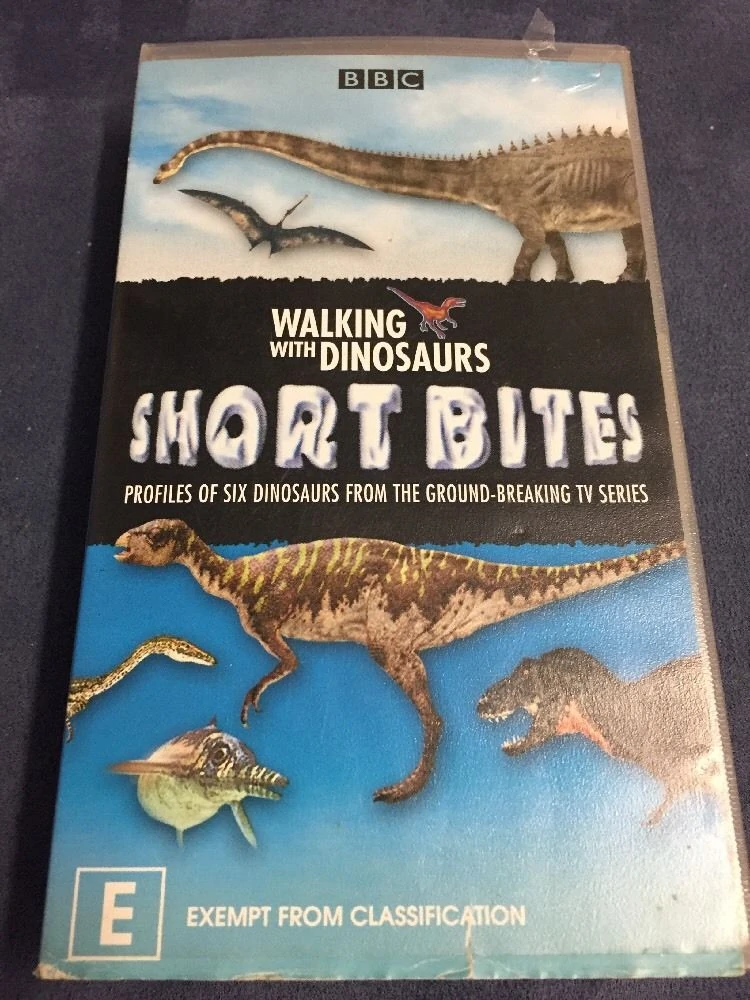 BBC
WALKING
WITH DINOSAURS
SHORT BITES
PROFILES OF SIX DINOSAURS FROM THE GROUND-BREAKING TV SERIES
E
EXEMPT FROM CLASSIFICATION